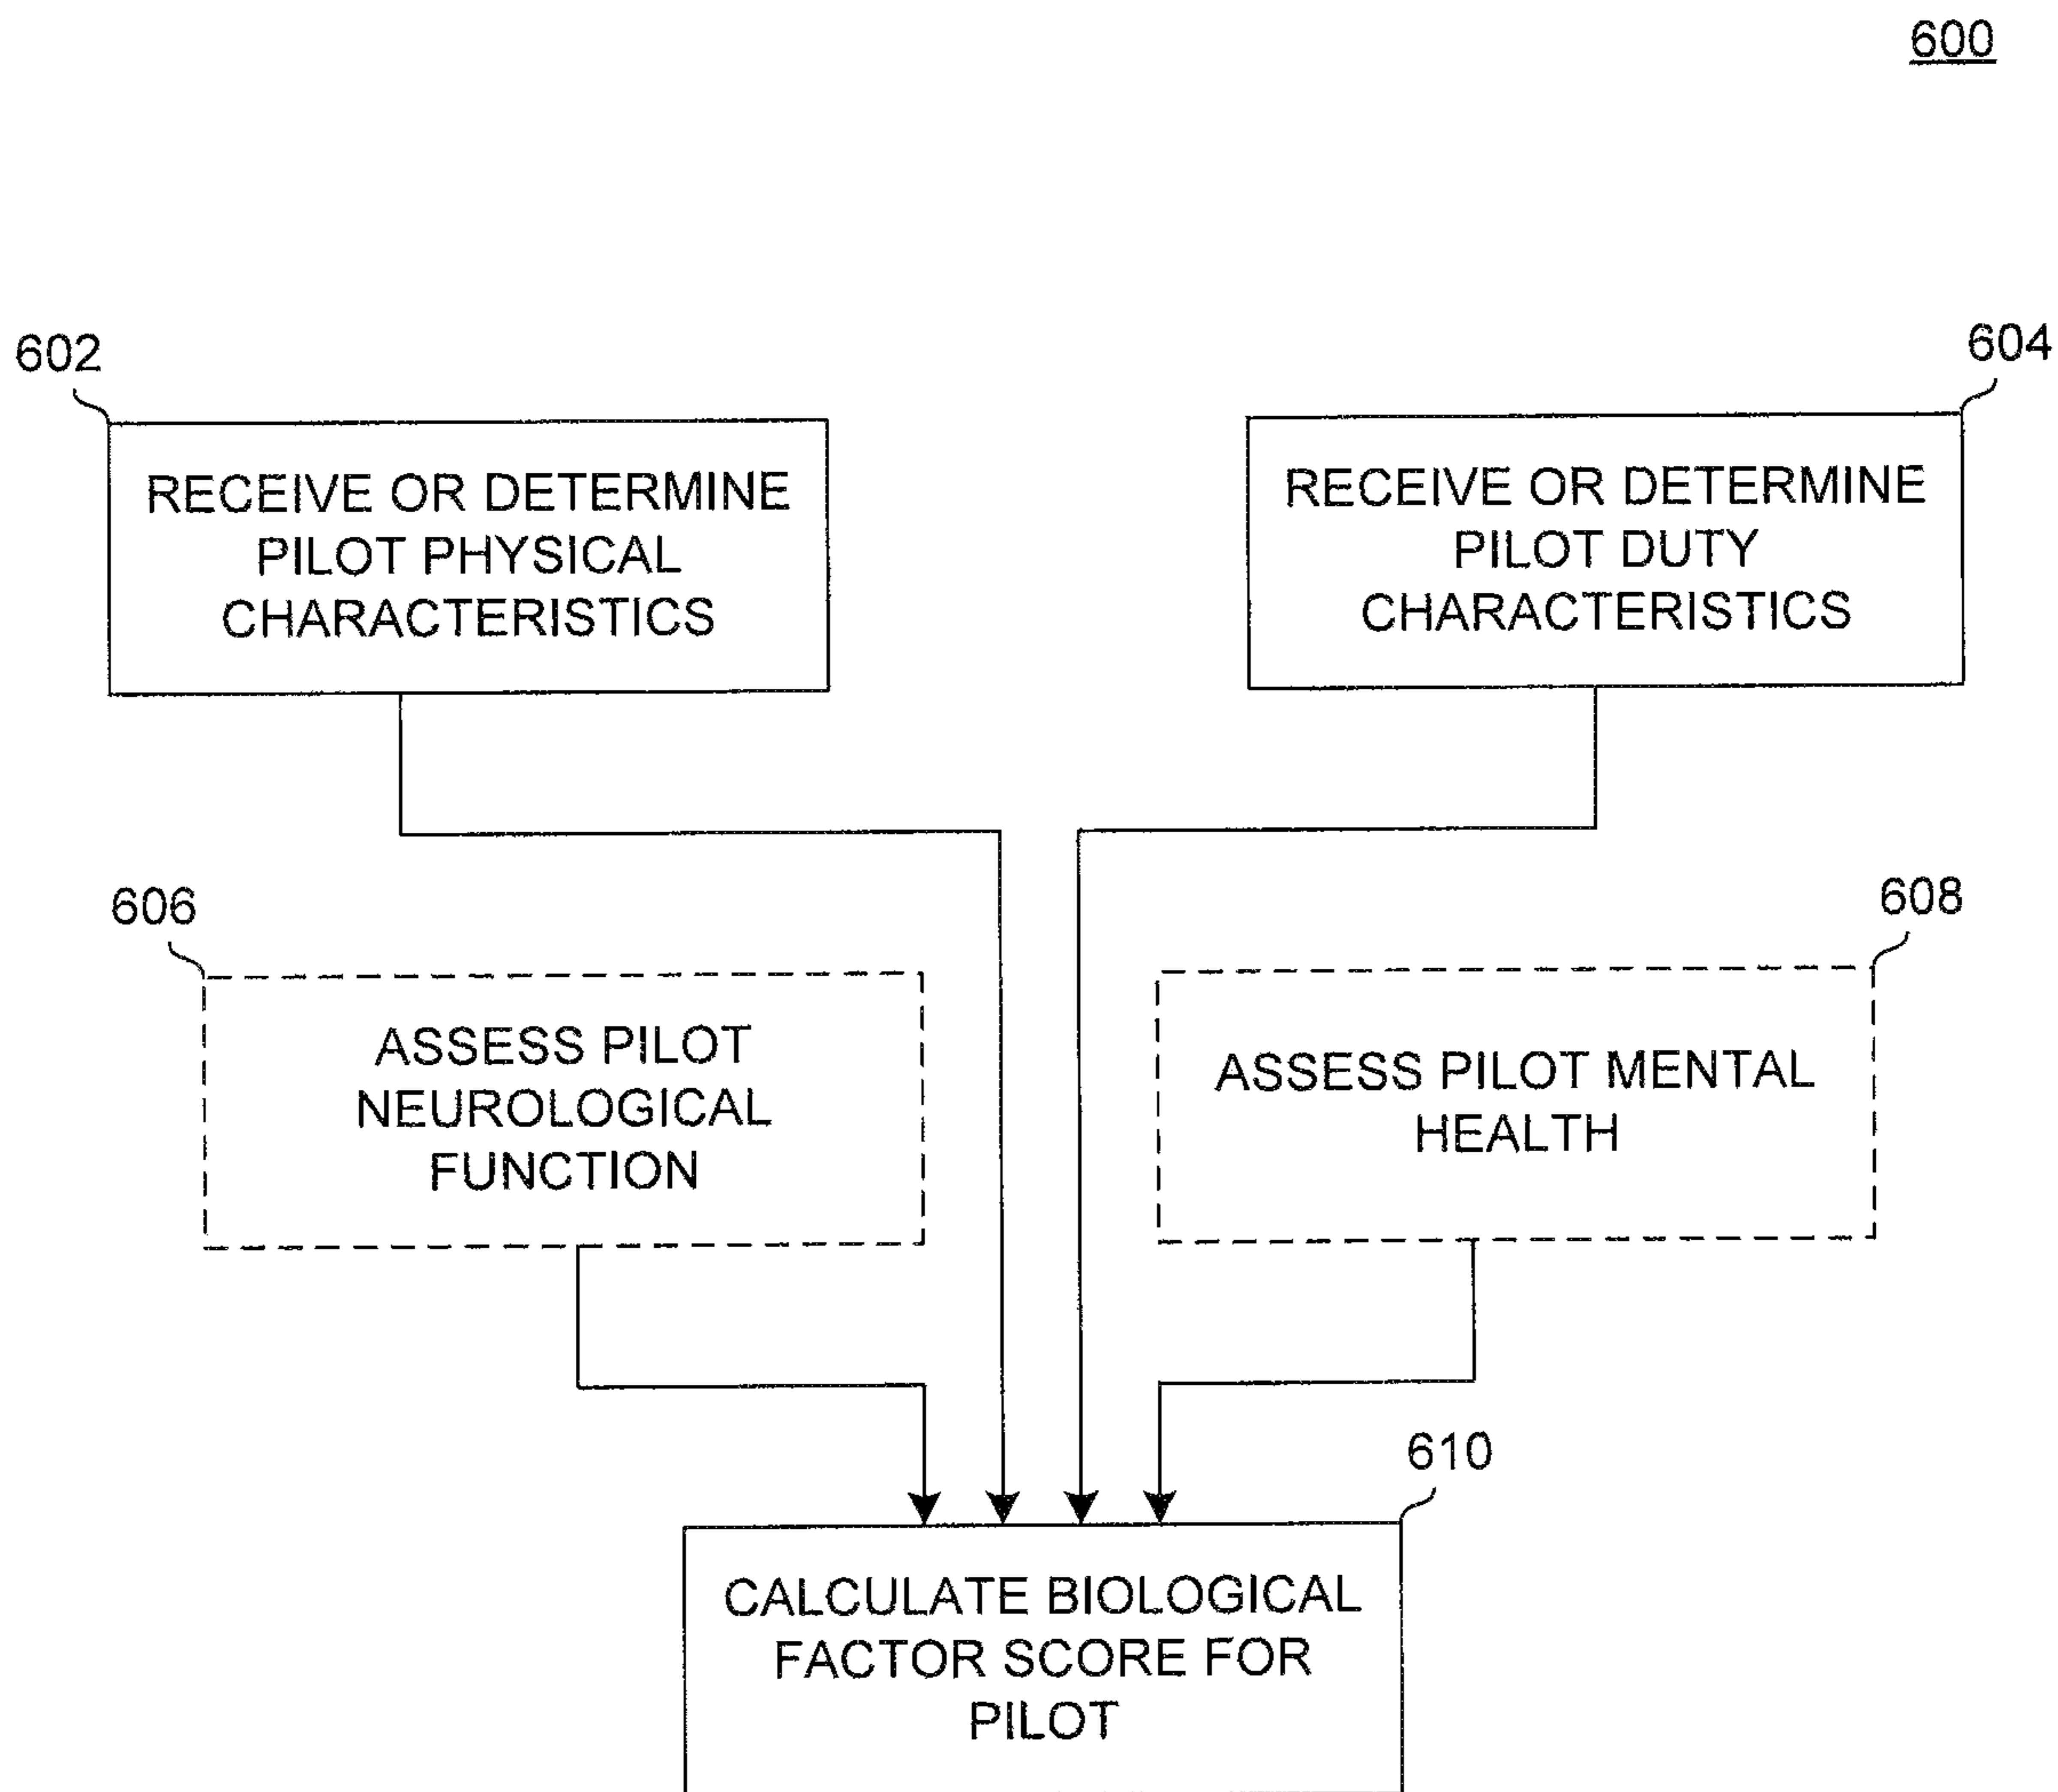 600
602
604
RECEIVE OR DETERMINE
PILOT PHYSICAL
CHARACTERISTICS
RECEIVE OR DETERMINE
PILOT DUTY
CHARACTERISTICS
606
608
ASSESS PILOT
NEUROLOGICAL
FUNCTION
ASSESS PILOT MENTAL
HEALTH
610
CALCULATE BIOLOGICAL
FACTOR SCORE FOR
PILOT